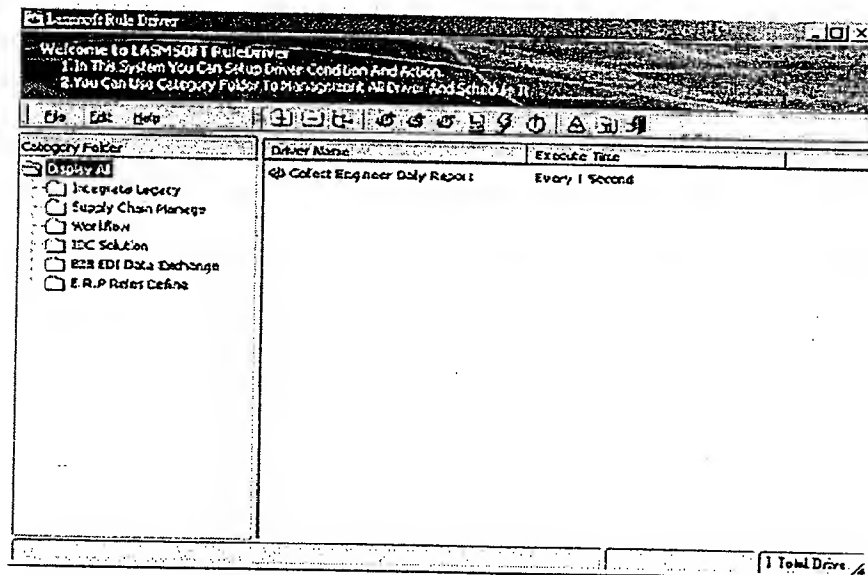 Lasmsoft Rule Driver
Welcome to LASMSOFT RuleDriver
1.In This System You Can Setup Driver Condition And Action.
2.You Can Use Category Folder To Management All Driver And Schedule It
File Edit Help
Category Folder
Display All
Integrate Legacy
Supply Chain Manage
Workflow
IDC Solution
B2B EDI Data Exchange
E.R.P Rules Define
Driver Name Execute Time
Collect Engineer Daily Report Every 1 Second
1 Total Drive